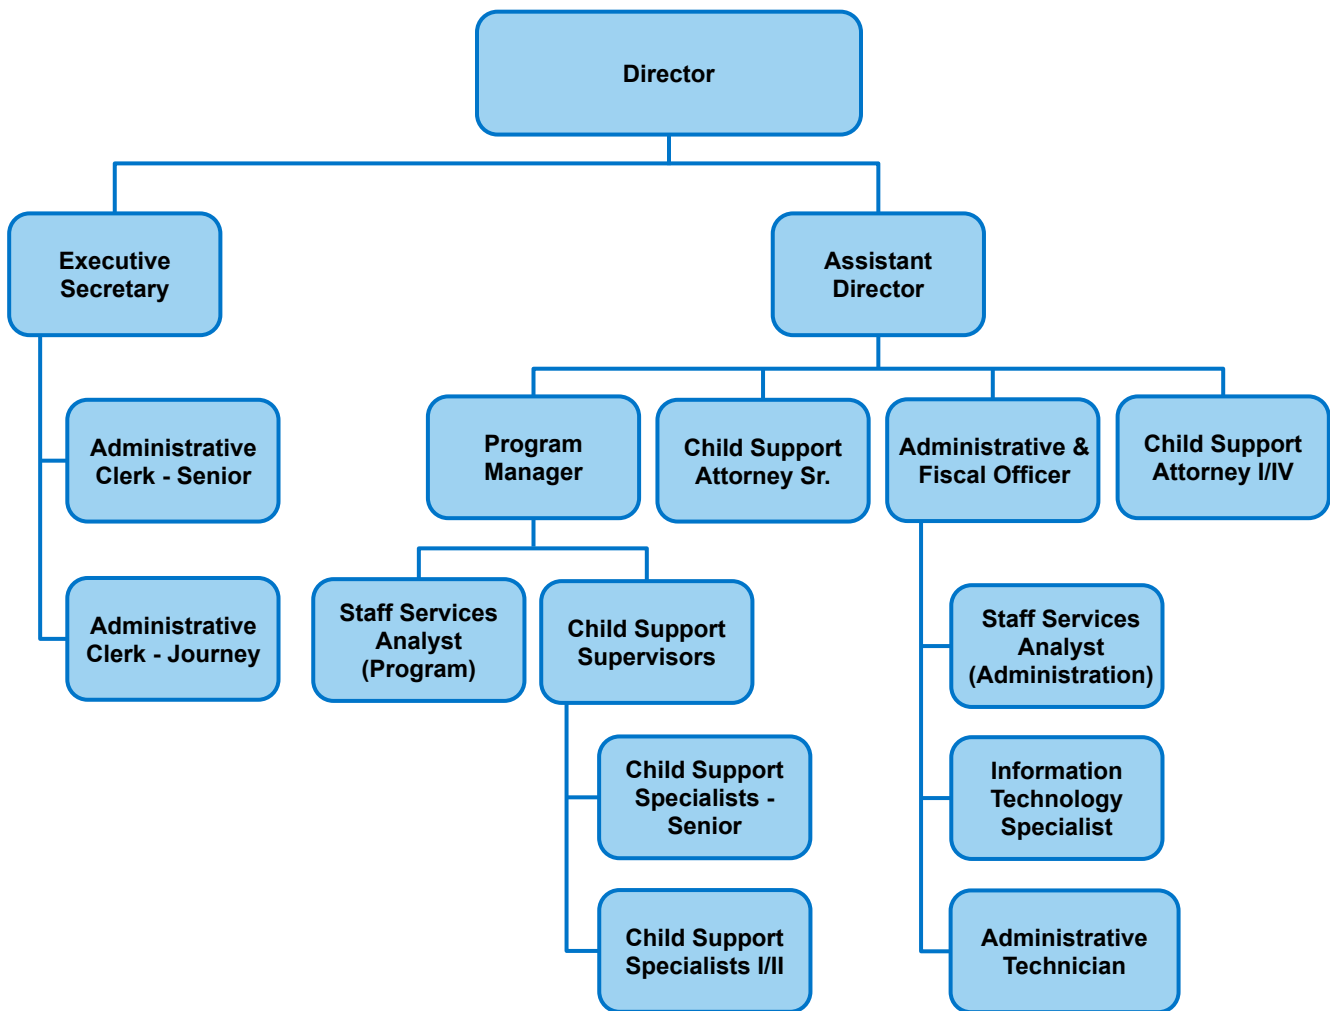 Director
Executive
Secretary
Assistant
Director
Administrative
Clerk - Senior
Administrative
Clerk - Journey
Program
Manager
Child Support
Attorney Sr.
Administrative &
Fiscal Officer
Child Support
Attorney I/IV
Staff Services
Analyst
(Program)
Child Support
Supervisors
Child Support
Specialists -
Senior
Child Support
Specialists I/II
Staff Services
Analyst
(Administration)
Information
Technology
Specialist
Administrative
Technician